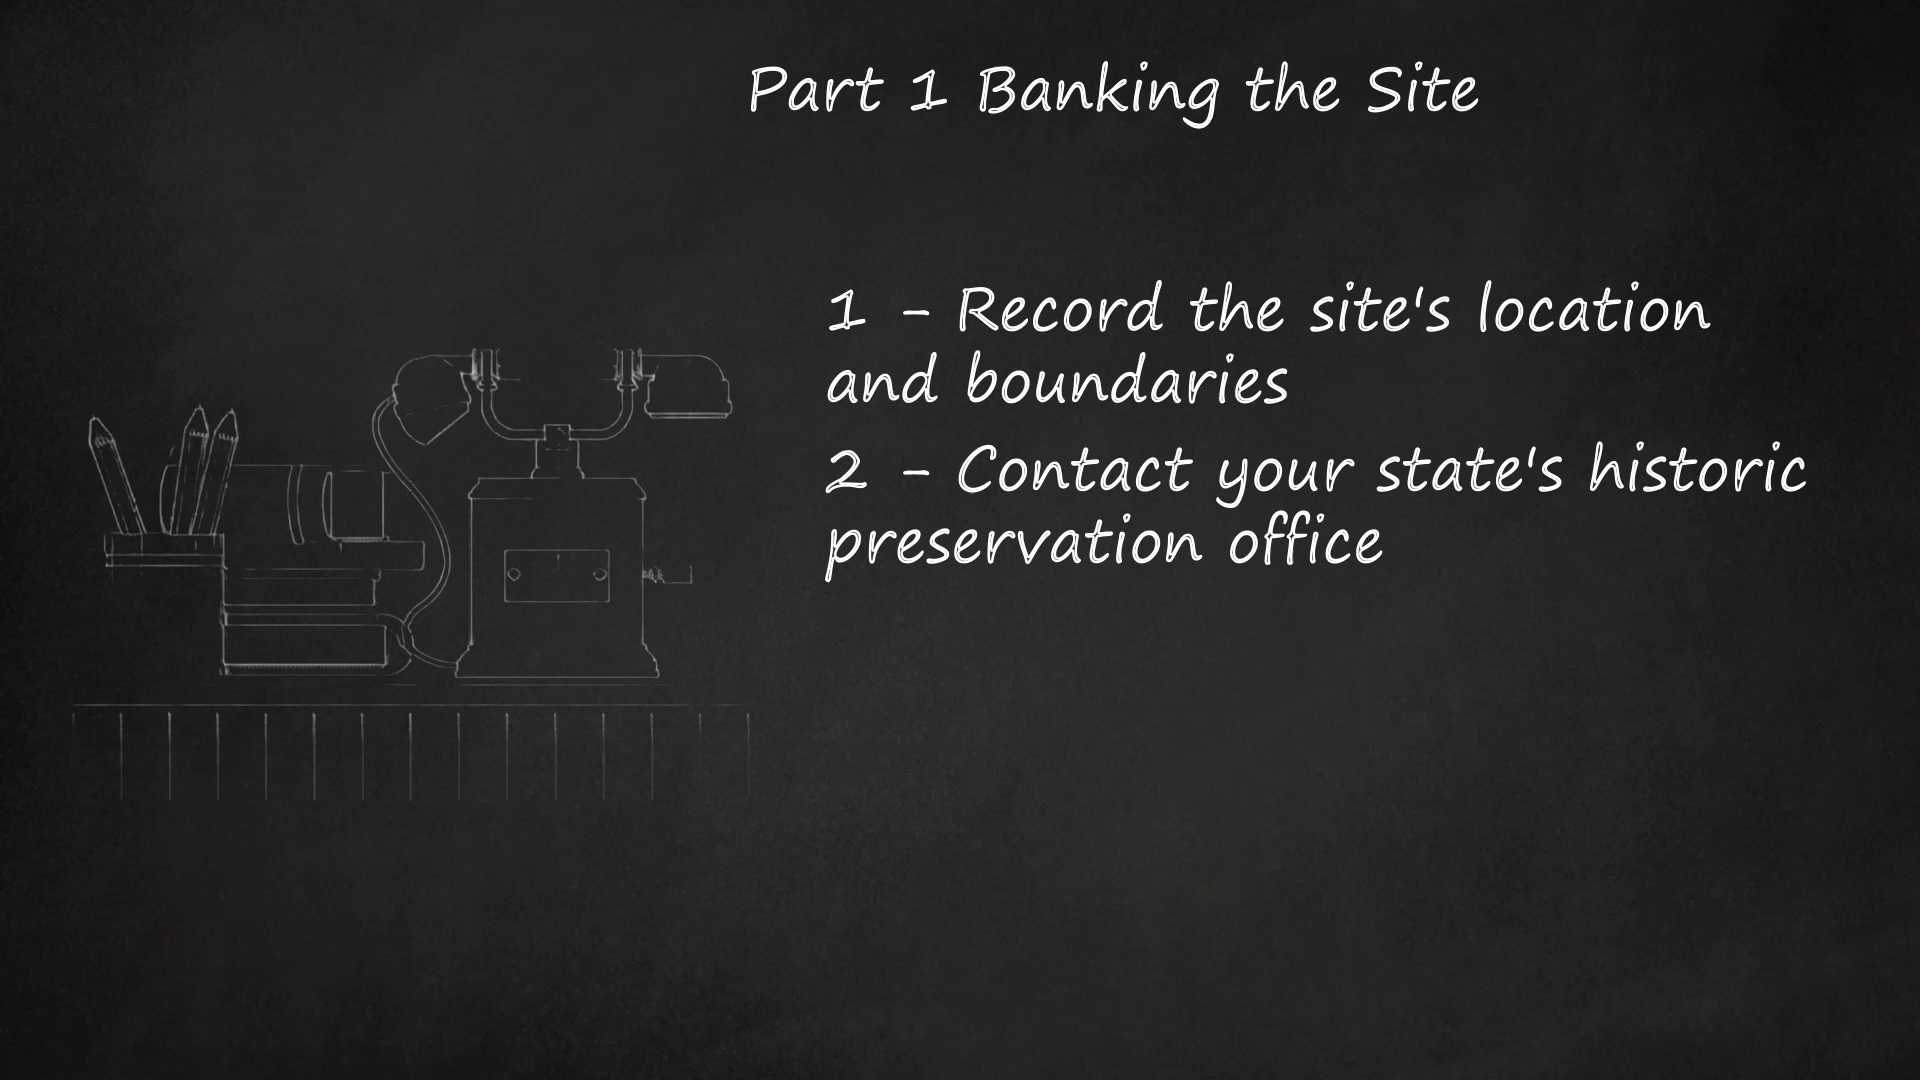 Part 1 Banking the Site
1 - Record the site's location
and boundaries
2 - Contact your state's historic
preservation office